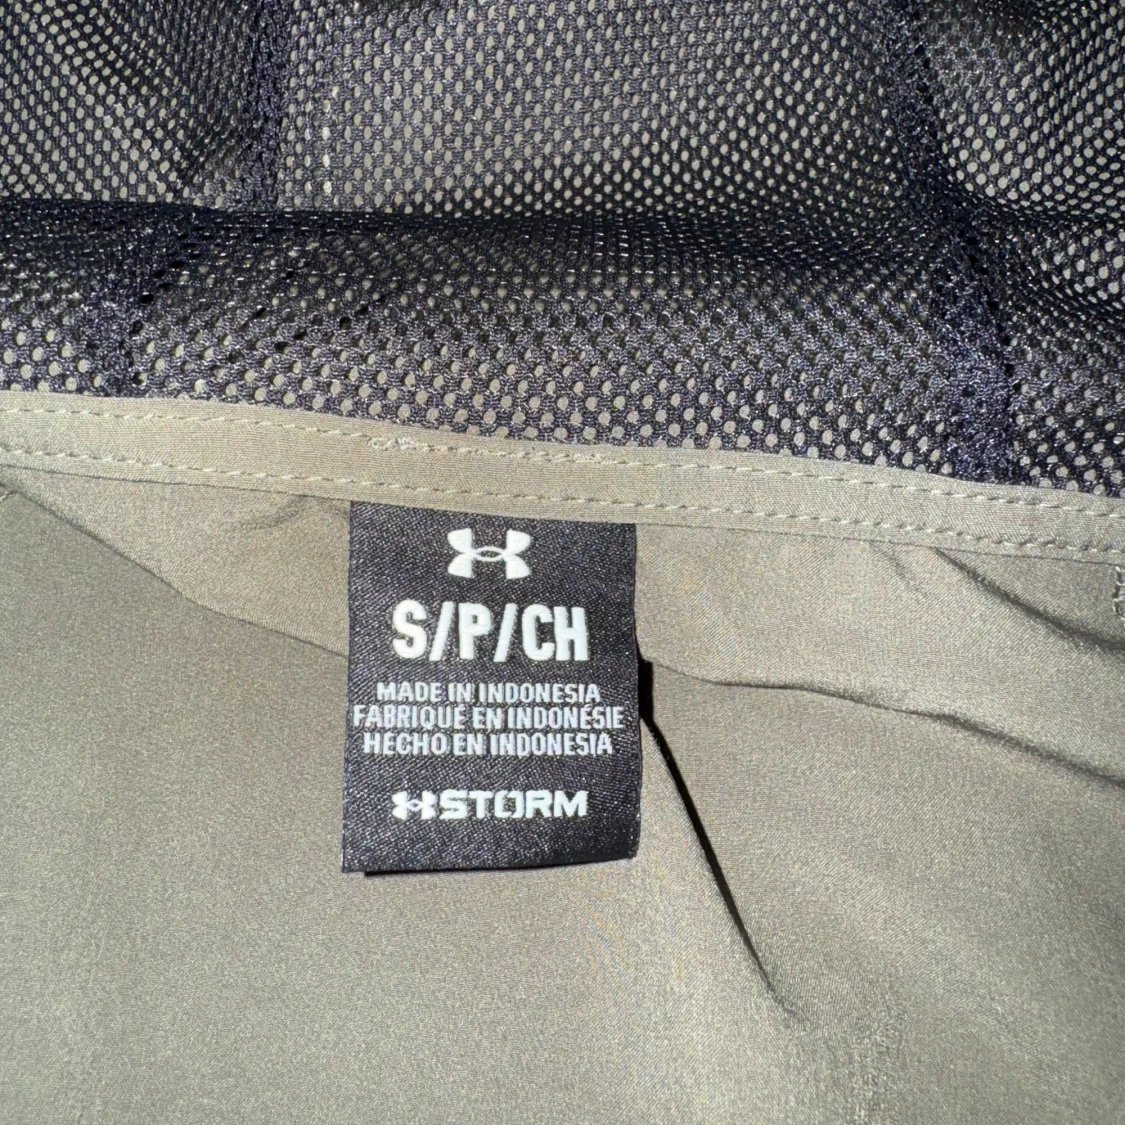 S/P/CH
MADE IN INDONESIA
FABRIQUÉ EN INDONÉSIE
HECHO EN INDONESIA
STORM